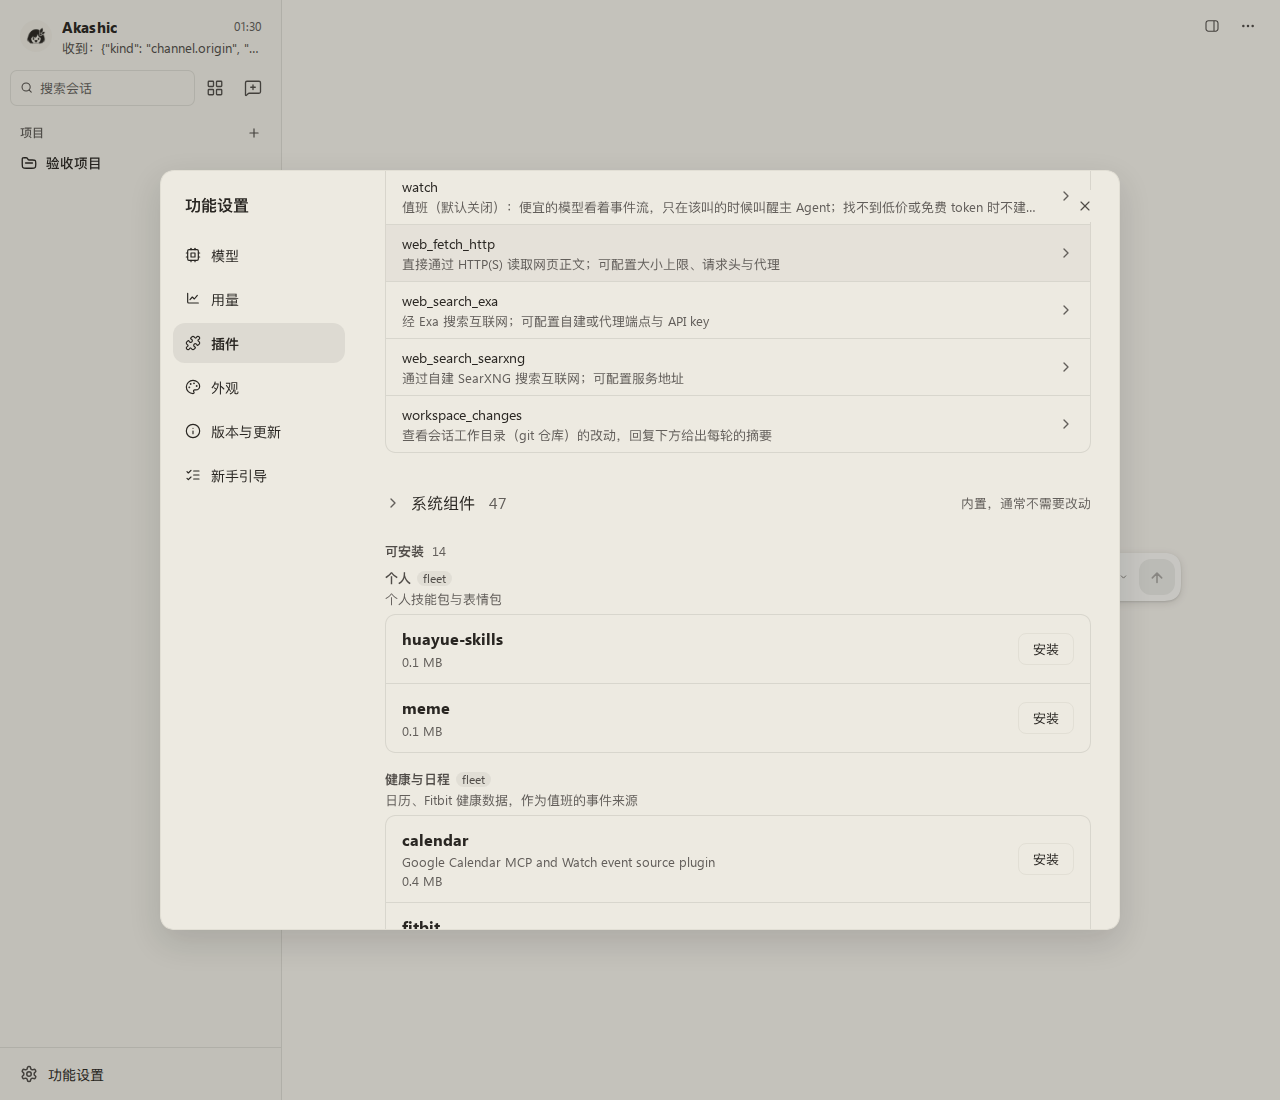 Akashic
01:30
收到：{"kind": "channel.origin", "...
搜索会话
项目
验收项目
功能设置
功能设置
模型
用量
插件
外观
版本与更新
新手引导
watch
值班（默认关闭）：便宜的模型看着事件流，只在该叫的时候叫醒主 Agent；找不到低价或免费 token 时不建...
web_fetch_http
直接通过 HTTP(S) 读取网页正文；可配置大小上限、请求头与代理
web_search_exa
经 Exa 搜索互联网；可配置自建或代理端点与 API key
web_search_searxng
通过自建 SearXNG 搜索互联网；可配置服务地址
workspace_changes
查看会话工作目录（git 仓库）的改动，回复下方给出每轮的摘要
系统组件 47
内置，通常不需要改动
可安装 14
个人 fleet
个人技能包与表情包
huayue-skills
0.1 MB
安装
meme
0.1 MB
安装
健康与日程 fleet
日历、Fitbit 健康数据，作为值班的事件来源
calendar
Google Calendar MCP and Watch event source plugin
0.4 MB
安装
fitbit